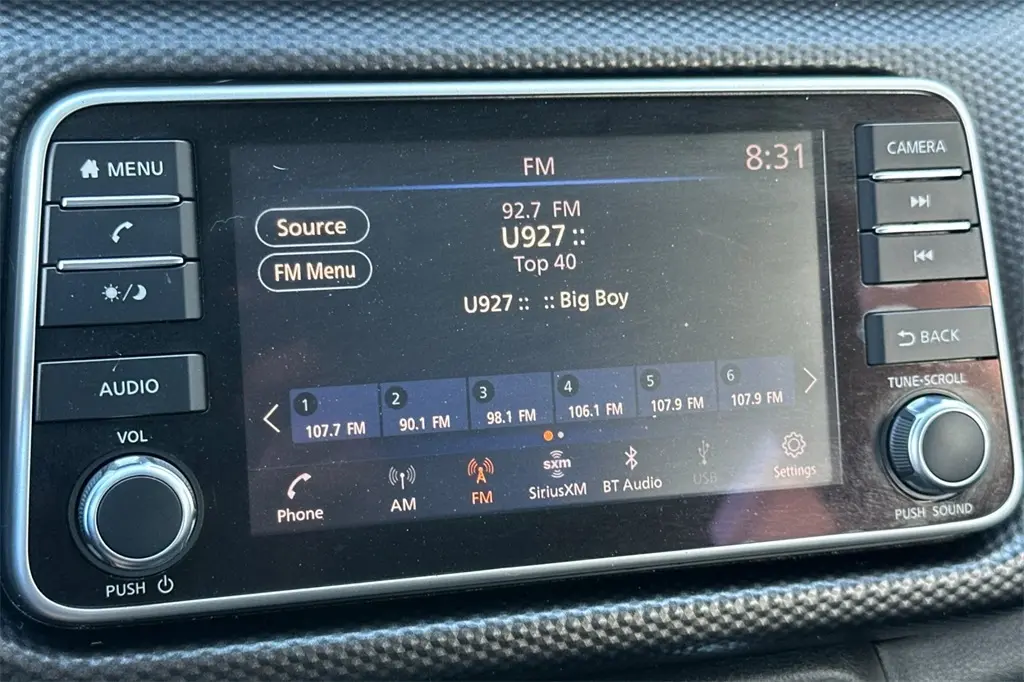 MENU
AUDIO
VOL
PUSH
FM
8:31
Source
FM Menu
92.7 FM
U927 ::
Top 40
U927 :: :: Big Boy
1
107.7 FM
2
90.1 FM
3
98.1 FM
4
106.1 FM
5
107.9 FM
6
107.9 FM
Phone
AM
FM
sxm
SiriusXM
BT Audio
USB
Settings
CAMERA
BACK
TUNE-SCROLL
PUSH SOUND